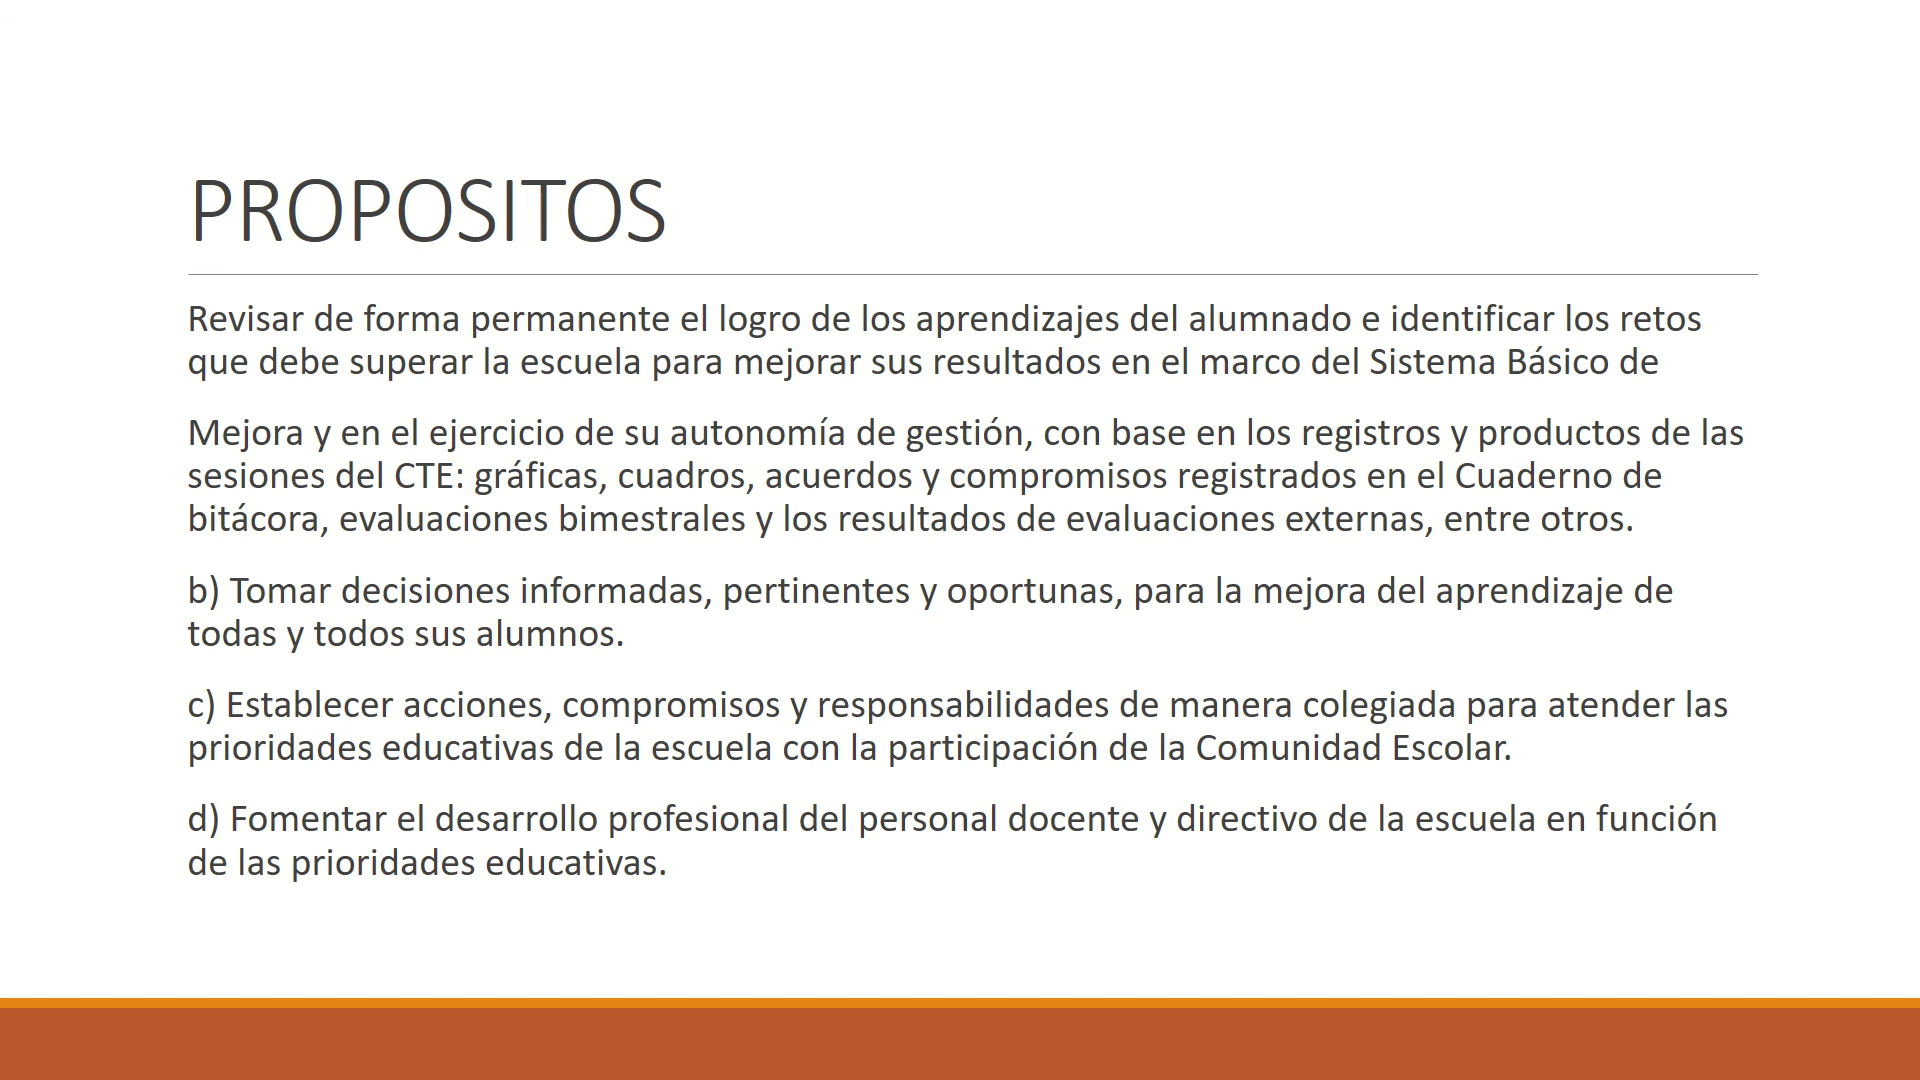 PROPOSITOS
Revisar de forma permanente el logro de los aprendizajes del alumnado e identificar los retos
que debe superar la escuela para mejorar sus resultados en el marco del Sistema Básico de
Mejora y en el ejercicio de su autonomía de gestión, con base en los registros y productos de las
sesiones del CTE: gráficas, cuadros, acuerdos y compromisos registrados en el Cuaderno de
bitácora, evaluaciones bimestrales y los resultados de evaluaciones externas, entre otros.
b) Tomar decisiones informadas, pertinentes y oportunas, para la mejora del aprendizaje de
todas y todos sus alumnos.
c) Establecer acciones, compromisos y responsabilidades de manera colegiada para atender las
prioridades educativas de la escuela con la participación de la Comunidad Escolar.
d) Fomentar el desarrollo profesional del personal docente y directivo de la escuela en función
de las prioridades educativas.